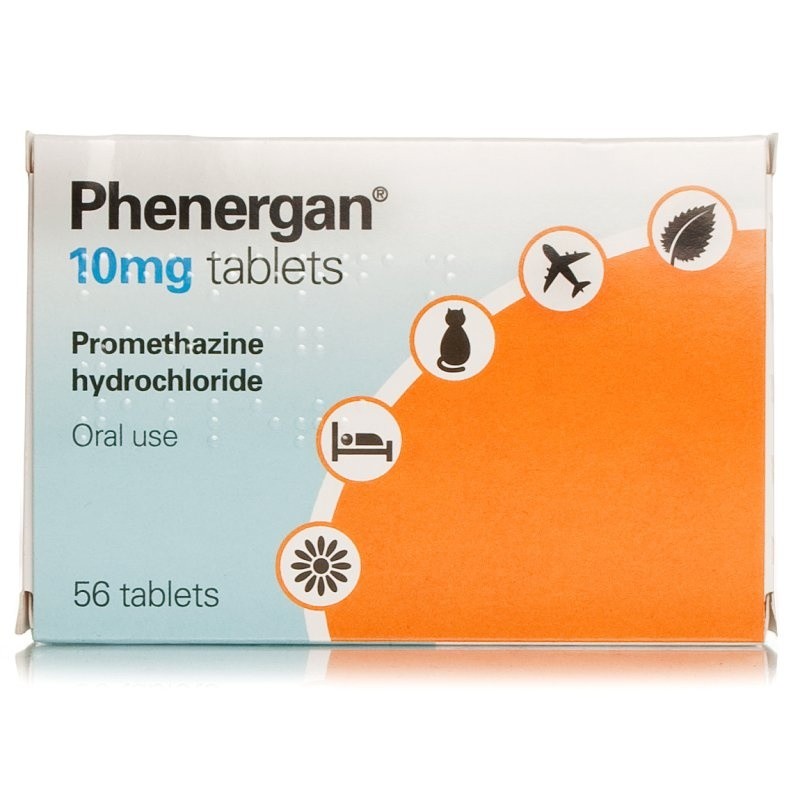 Phenergan®
10mg tablets
Promethazine
hydrochloride
Oral use
56 tablets